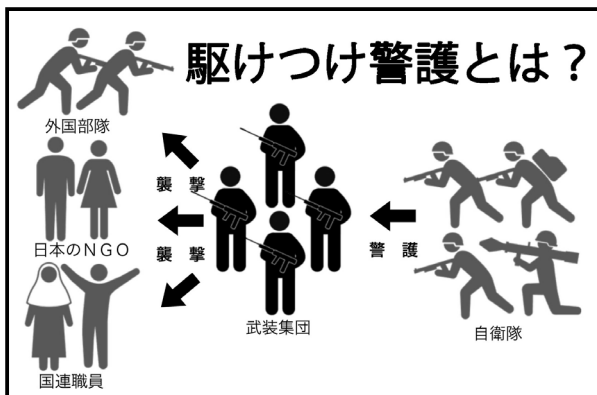 駆けつけ警護とは?
外国部隊
襲撃
日本のNGO
襲撃
国連職員
武装集団
警護
自衛隊